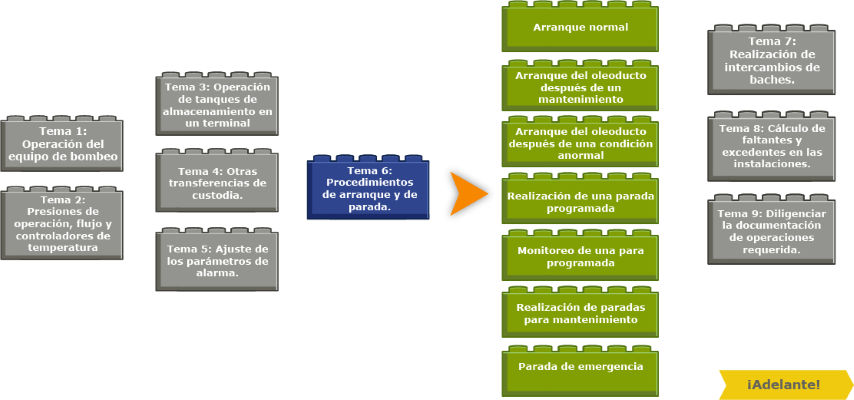 Tema 1:
Operación del
equipo de bombeo
Tema 2:
Presiones de
operación, flujo y
controladores de
temperatura
Tema 3: Operación
de tanques de
almacenamiento en
un terminal
Tema 4: Otras
transferencias de
custodia.
Tema 5: Ajuste de
los parámetros de
alarma.
Tema 6:
Procedimientos
de arranque y de
parada.
Arranque normal
Arranque del oleoducto
después de un
mantenimiento
Arranque del oleoducto
después de una condición
anormal
Realización de una parada
programada
Monitoreo de una para
programada
Realización de paradas
para mantenimiento
Parada de emergencia
Tema 7:
Realización de
intercambios de
baches.
Tema 8: Cálculo de
faltantes y
excedentes en las
instalaciones.
Tema 9: Diligenciar
la documentación
de operaciones
requerida.
¡Adelante!